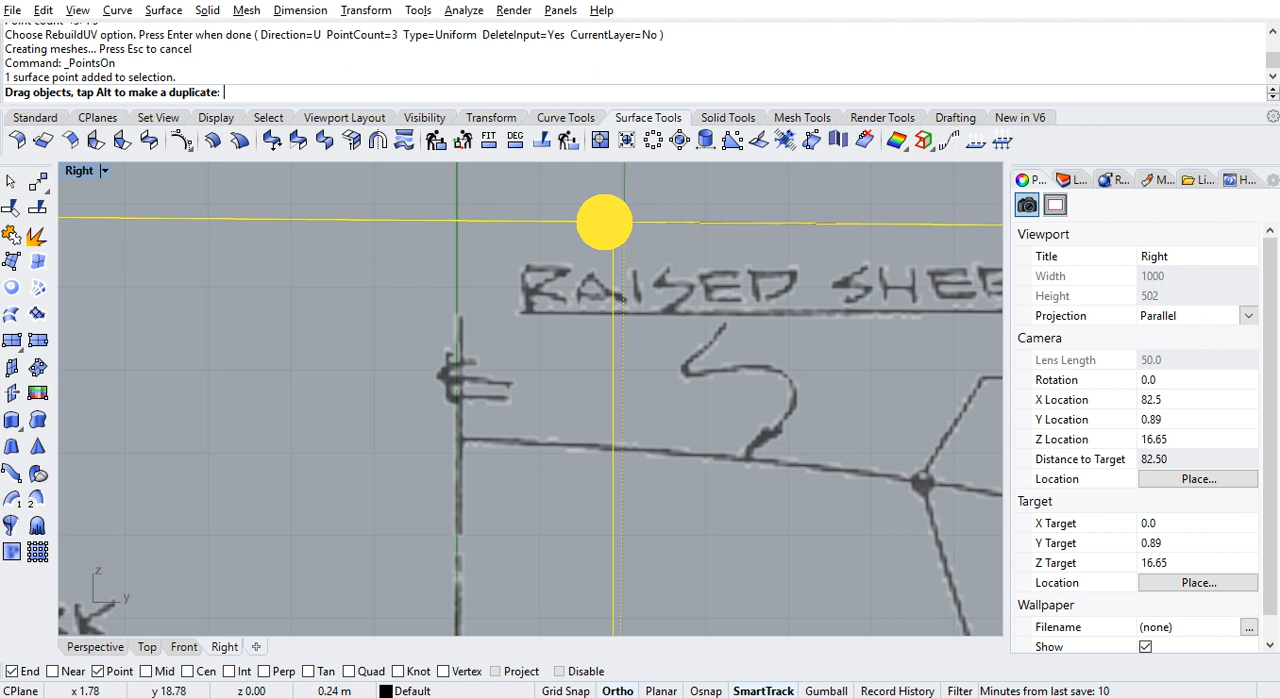 File Edit View Curve Surface Solid Mesh Dimension Transform Tools Analyze Render Panels Help
Choose RebuildUV option. Press Enter when done ( Direction=U PointCount=3 Type=Uniform DeleteInput=Yes CurrentLayer=No )
Creating meshes... Press Esc to cancel
Command: _PointsOn
1 surface point added to selection.
Drag objects, tap Alt to make a duplicate:
Standard CPlanes Set View Display Select Viewport Layout Visibility Transform Curve Tools Surface Tools Solid Tools Mesh Tools Render Tools Drafting New in V6
FIT DEG
Right
P... L... R... M... Li... H...
Viewport
Title Right
Width 1000
Height 502
Projection Parallel
Camera
Lens Length 50.0
Rotation 0.0
X Location 82.5
Y Location 0.89
Z Location 16.65
Distance to Target 82.50
Location Place...
Target
X Target 0.0
Y Target 0.89
Z Target 16.65
Location Place...
Wallpaper
Filename (none) ...
Show
RAISED SHEE
z
y
Perspective Top Front Right
End Near Point Mid Cen Int Perp Tan Quad Knot Vertex Project Disable
CPlane x 1.78 y 18.78 z 0.00 0.24 m Default Grid Snap Ortho Planar Osnap SmartTrack Gumball Record History Filter Minutes from last save: 10